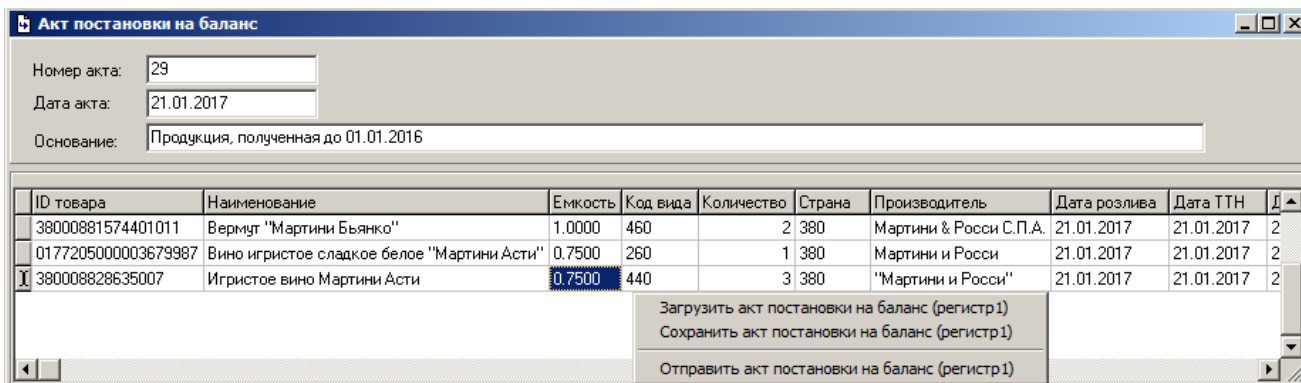 Акт постановки на баланс
Номер акта: 29
Дата акта: 21.01.2017
Основание: Продукция, полученная до 01.01.2016
ID товара Наименование Емкость Код вида Количество Страна Производитель Дата розлива Дата ТТН Д
38000881574401011 Вермут "Мартини Бьянко" 1.0000 460 2 380 Мартини & Росси С.П.А. 21.01.2017 21.01.2017 2
0177205000003679987 Вино игристое сладкое белое "Мартини Асти" 0.7500 260 1 380 Мартини и Росси 21.01.2017 21.01.2017 2
380008828635007 Игристое вино Мартини Асти 0.7500 440 3 380 "Мартини и Росси" 21.01.2017 21.01.2017 2
Загрузить акт постановки на баланс (регистр1)
Сохранить акт постановки на баланс (регистр1)
Отправить акт постановки на баланс (регистр1)